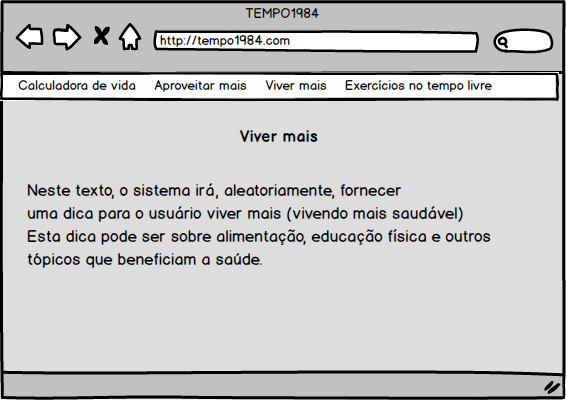 TEMPO1984
http://tempo1984.com
Calculadora de vida Aproveitar mais Viver mais Exercícios no tempo livre
Viver mais
Neste texto, o sistema irá, aleatoriamente, fornecer
uma dica para o usuário viver mais (vivendo mais saudável)
Esta dica pode ser sobre alimentação, educação física e outros
tópicos que beneficiam a saúde.